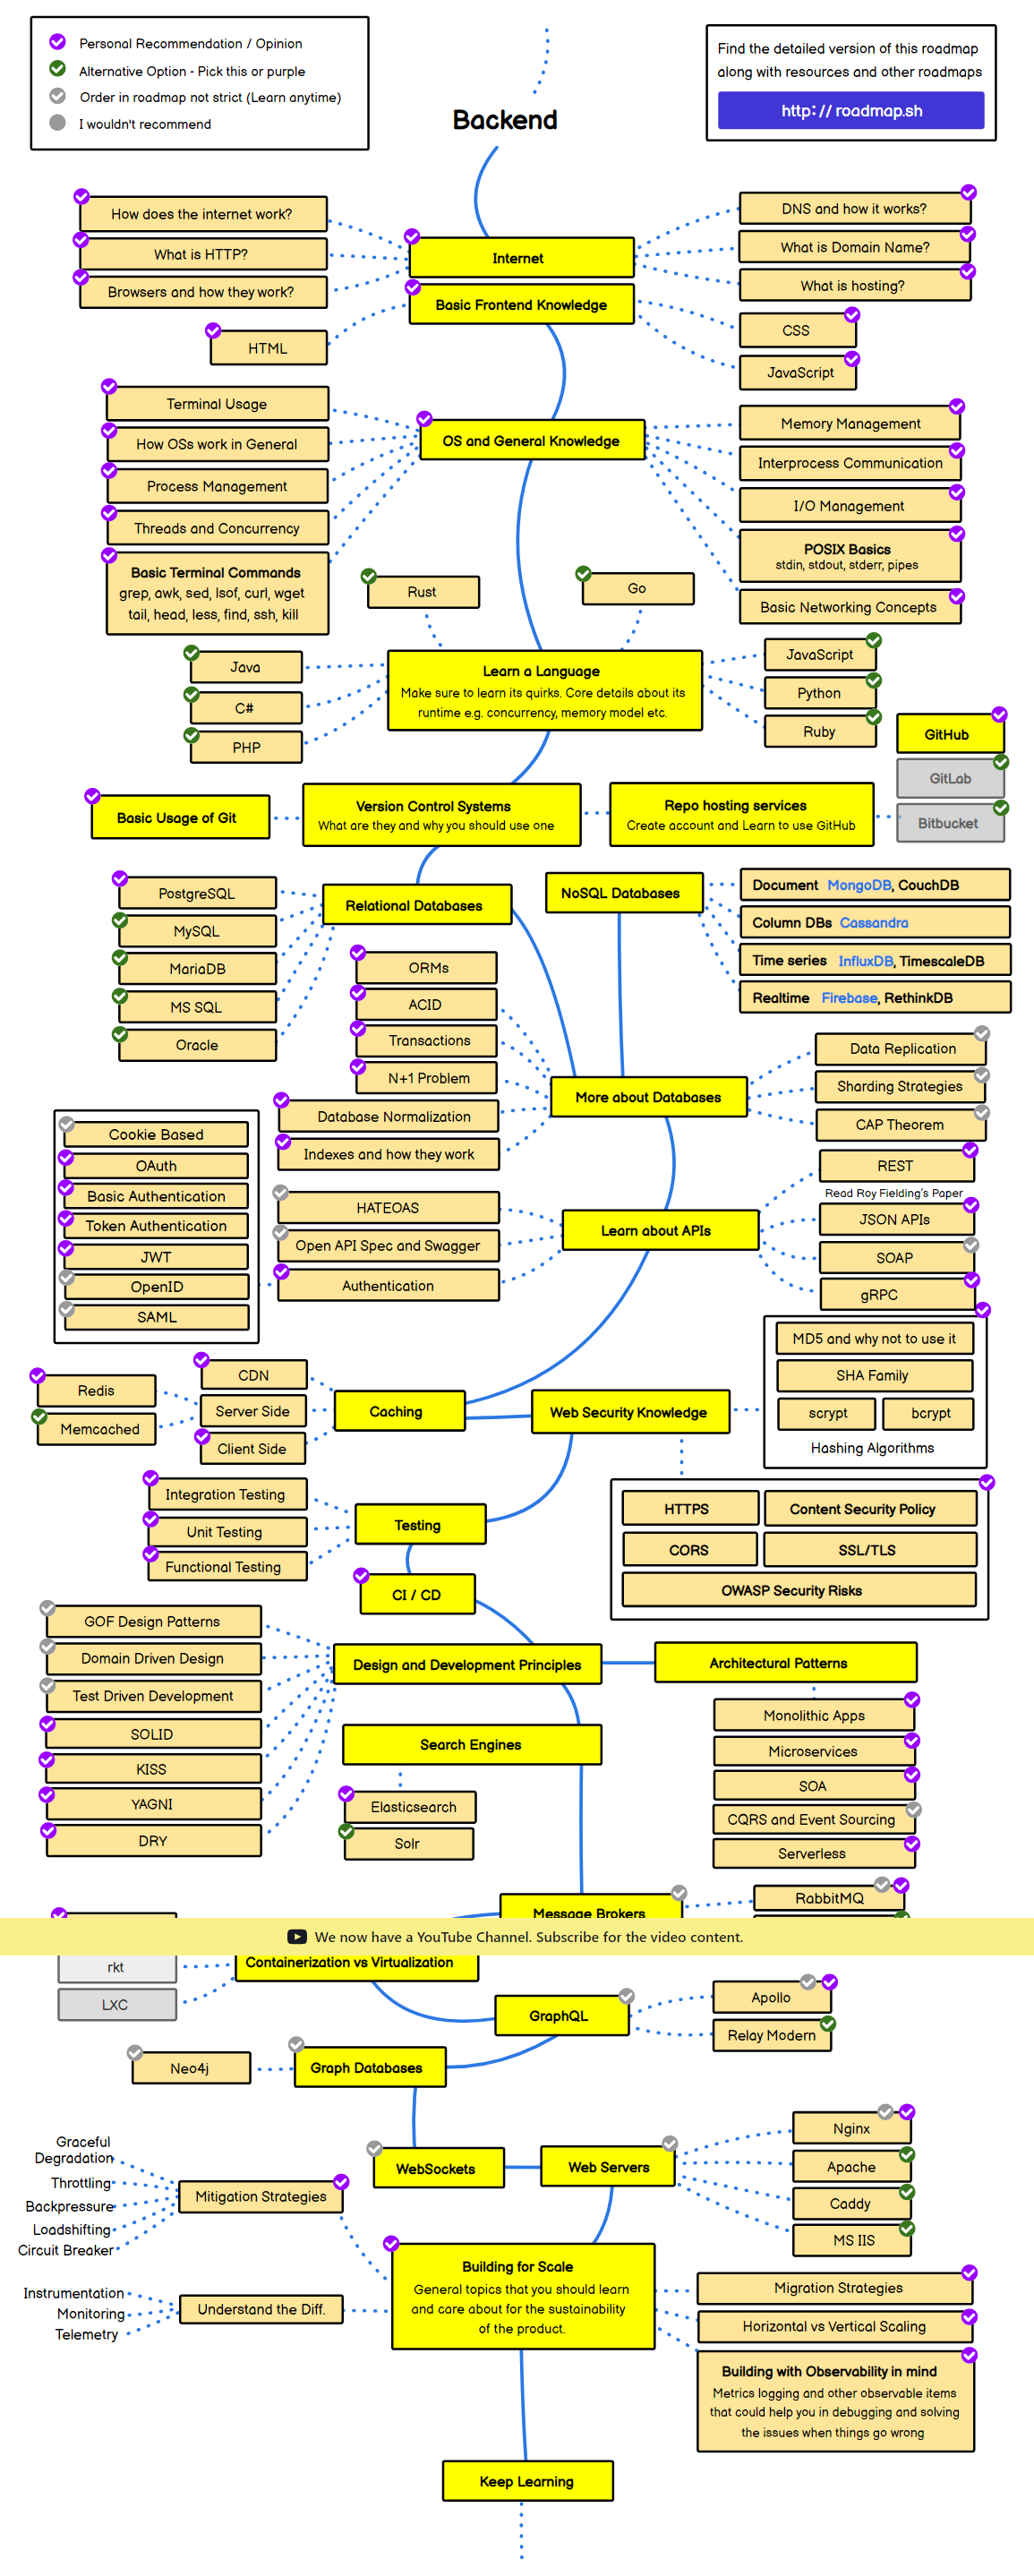 Personal Recommendation / Opinion
Alternative Option - Pick this or purple
Order in roadmap not strict (Learn anytime)
I wouldn't recommend
Find the detailed version of this roadmap
along with resources and other roadmaps
http://roadmap.sh
Backend
How does the internet work?
What is HTTP?
Browsers and how they work?
Internet
DNS and how it works?
What is Domain Name?
What is hosting?
Basic Frontend Knowledge
HTML
CSS
JavaScript
Terminal Usage
How OSs work in General
Process Management
Threads and Concurrency
Basic Terminal Commands
grep, awk, sed, lsof, curl, wget
tail, head, less, find, ssh, kill
OS and General Knowledge
Memory Management
Interprocess Communication
I/O Management
POSIX Basics
stdin, stdout, stderr, pipes
Basic Networking Concepts
Rust
Go
Java
C#
PHP
Learn a Language
Make sure to learn its quirks. Core details about its
runtime e.g. concurrency, memory model etc.
JavaScript
Python
Ruby
GitHub
GitLab
Bitbucket
Basic Usage of Git
Version Control Systems
What are they and why you should use one
Repo hosting services
Create account and Learn to use GitHub
PostgreSQL
MySQL
MariaDB
MS SQL
Oracle
Relational Databases
NoSQL Databases
Document MongoDB, CouchDB
Column DBs Cassandra
Time series InfluxDB, TimescaleDB
Realtime Firebase, RethinkDB
ORMs
ACID
Transactions
N+1 Problem
Database Normalization
Indexes and how they work
More about Databases
Data Replication
Sharding Strategies
CAP Theorem
Cookie Based
OAuth
Basic Authentication
Token Authentication
JWT
OpenID
SAML
HATEOAS
Open API Spec and Swagger
Authentication
Learn about APIs
REST
Read Roy Fielding's Paper
JSON APIs
SOAP
gRPC
MD5 and why not to use it
SHA Family
scrypt
bcrypt
Hashing Algorithms
Redis
Memcached
CDN
Server Side
Client Side
Caching
Web Security Knowledge
HTTPS
Content Security Policy
CORS
SSL/TLS
OWASP Security Risks
Integration Testing
Unit Testing
Functional Testing
Testing
CI / CD
GOF Design Patterns
Domain Driven Design
Test Driven Development
SOLID
KISS
YAGNI
DRY
Design and Development Principles
Architectural Patterns
Monolithic Apps
Microservices
SOA
CQRS and Event Sourcing
Serverless
Search Engines
Elasticsearch
Solr
Message Brokers
RabbitMQ
We now have a YouTube Channel. Subscribe for the video content.
rkt
LXC
Containerization vs Virtualization
GraphQL
Apollo
Relay Modern
Neo4j
Graph Databases
WebSockets
Web Servers
Nginx
Apache
Caddy
MS IIS
Graceful
Degradation
Throttling
Backpressure
Loadshifting
Circuit Breaker
Mitigation Strategies
Instrumentation
Monitoring
Telemetry
Understand the Diff.
Building for Scale
General topics that you should learn
and care about for the sustainability
of the product.
Migration Strategies
Horizontal vs Vertical Scaling
Building with Observability in mind
Metrics logging and other observable items
that could help you in debugging and solving
the issues when things go wrong
Keep Learning